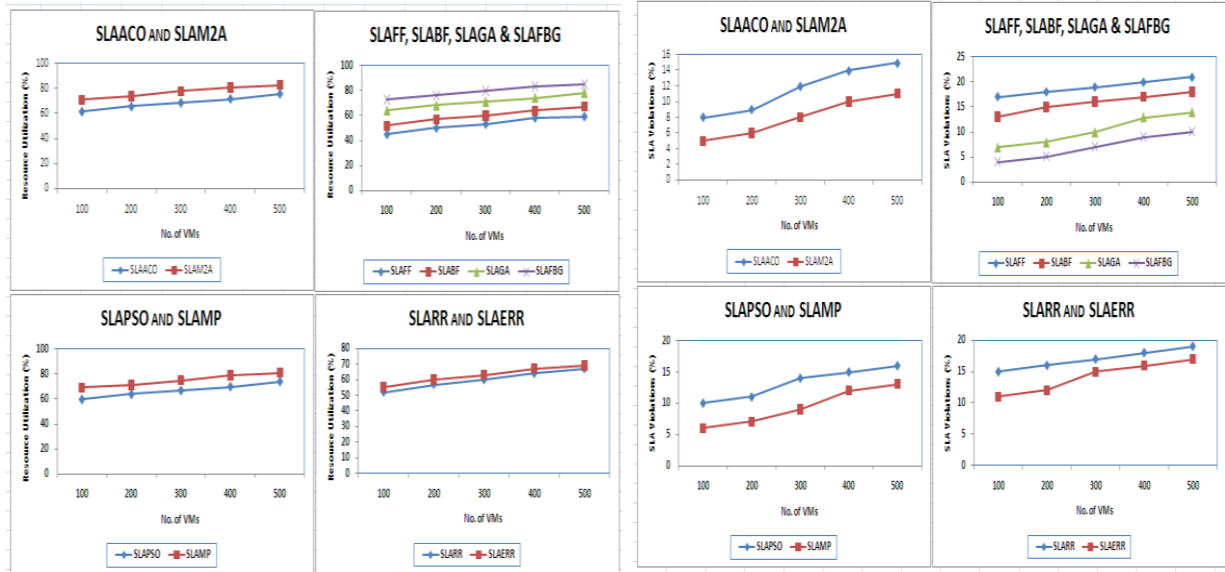 SLAACO AND SLAM2A
Resource Utilization (%)
100
80
60
40
20
0
100 200 300 400 500
No. of VMs
SLAACO SLAM2A
SLAFF, SLABF, SLAGA & SLAFBG
Resource Utilization (%)
100
80
60
40
20
0
100 200 300 400 500
No. of VMs
SLAFF SLABF SLAGA SLAFBG
SLAACO AND SLAM2A
SLA Violations (%)
16
14
12
10
8
6
4
2
0
100 200 300 400 500
No. of VMs
SLAACO SLAM2A
SLAFF, SLABF, SLAGA & SLAFBG
SLA Violations (%)
25
20
15
10
5
0
100 200 300 400 500
No. of VMs
SLAFF SLABF SLAGA SLAFBG
SLAPSO AND SLAMP
Resource Utilization (%)
100
80
60
40
20
0
100 200 300 400 500
No. of VMs
SLAPSO SLAMP
SLARR AND SLAERR
Resource Utilization (%)
80
70
60
50
40
30
20
10
0
100 200 300 400 500
No. of VMs
SLARR SLAERR
SLAPSO AND SLAMP
SLA Violations (%)
20
15
10
5
0
100 200 300 400 500
No. of VMs
SLAPSO SLAMP
SLARR AND SLAERR
SLA Violations (%)
20
15
10
5
0
100 200 300 400 500
No. of VMs
SLARR SLAERR